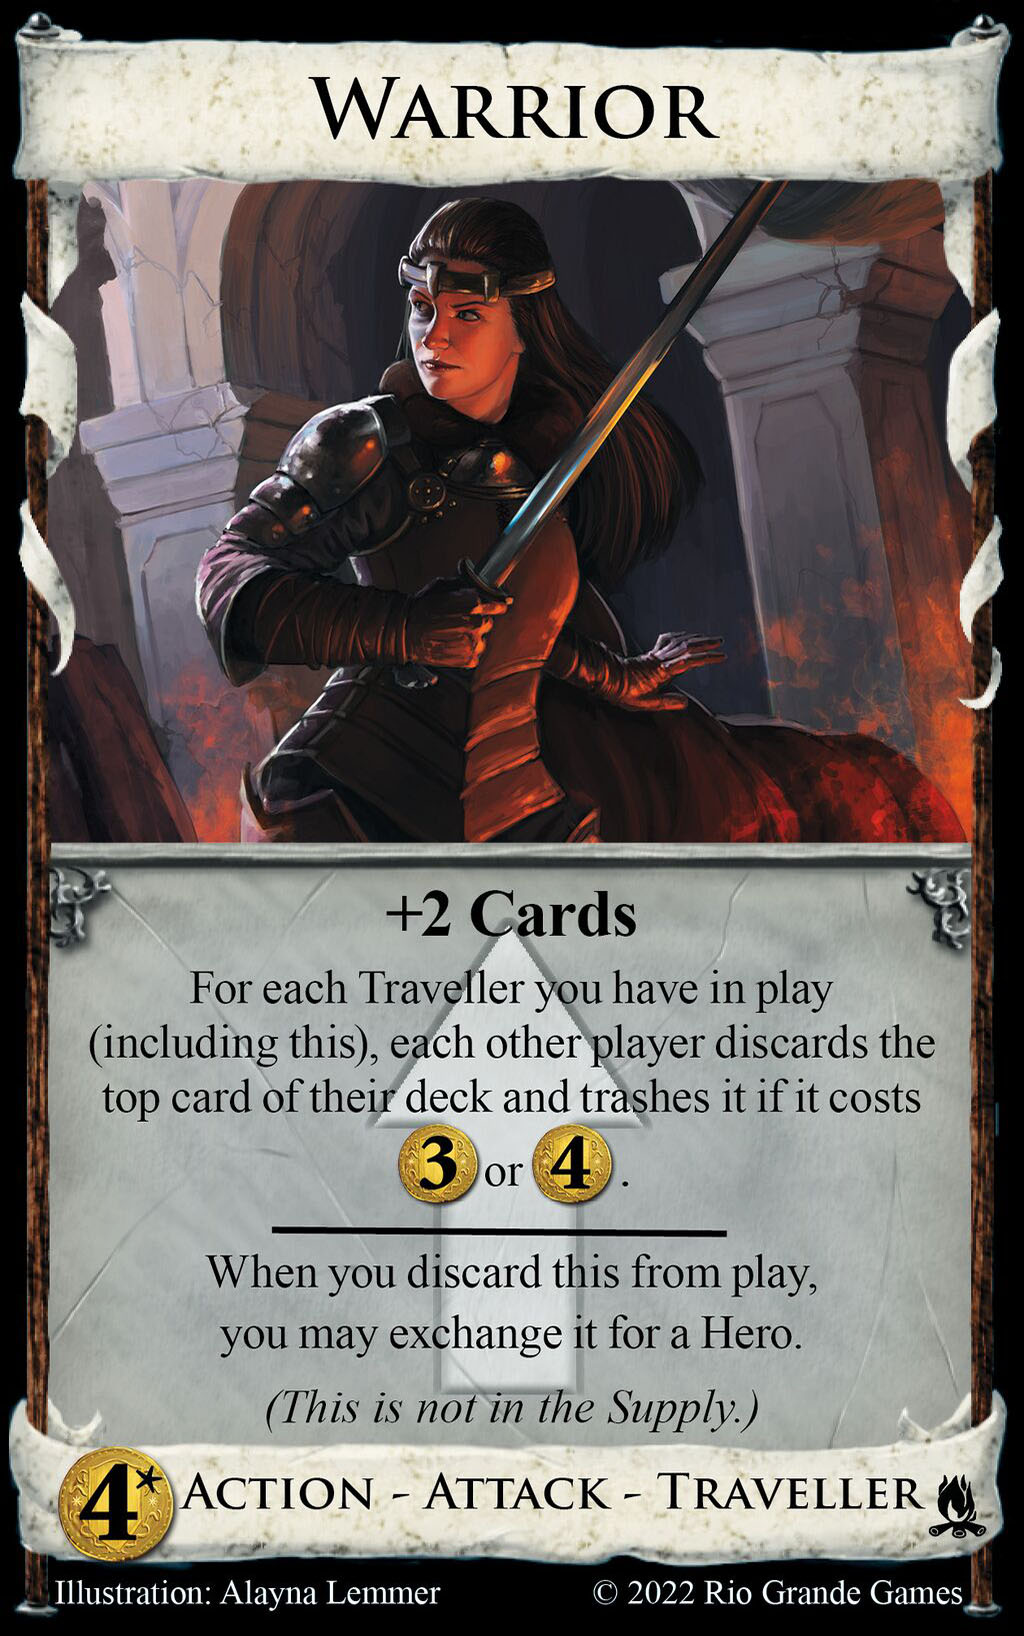 WARRIOR
+2 Cards
For each Traveller you have in play
(including this), each other player discards the
top card of their deck and trashes it if it costs
3 or 4 .
When you discard this from play,
you may exchange it for a Hero.
(This is not in the Supply.)
4* ACTION - ATTACK - TRAVELLER
Illustration: Alayna Lemmer © 2022 Rio Grande Games